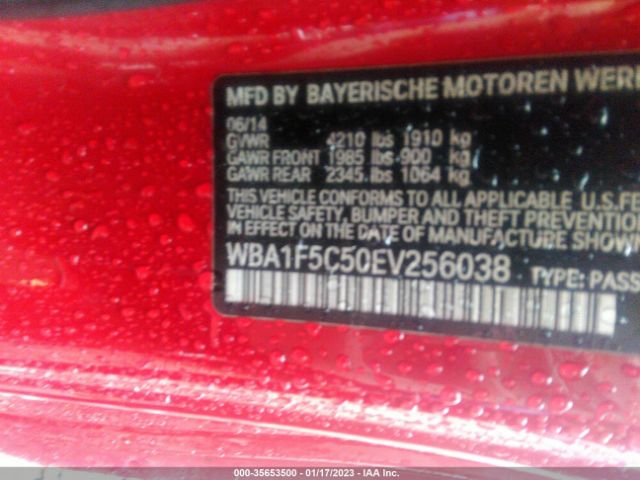 MFD BY BAYERISCHE MOTOREN WER
06/14
GVWR 4210 lbs 1910 kg
GAWR FRONT 1985 lbs 900 kg
GAWR REAR 2345 lbs 1064 kg
THIS VEHICLE CONFORMS TO ALL APPLICABLE U.S.FE
VEHICLE SAFETY, BUMPER AND THEFT PREVENTION
IN EFFECT ON THE DATE OF MANUFACTURE SHOW
WBA1F5C50EV256038 TYPE: PASS
000-35653500 - 01/17/2023 - IAA Inc.